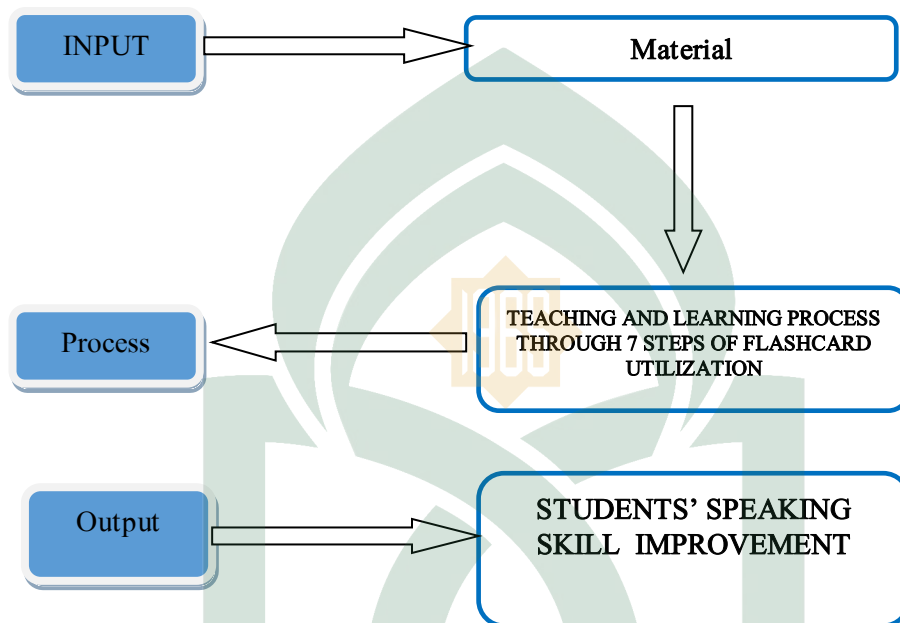 INPUT
Material
Process
TEACHING AND LEARNING PROCESS
THROUGH 7 STEPS OF FLASHCARD
UTILIZATION
Output
STUDENTS’ SPEAKING
SKILL IMPROVEMENT